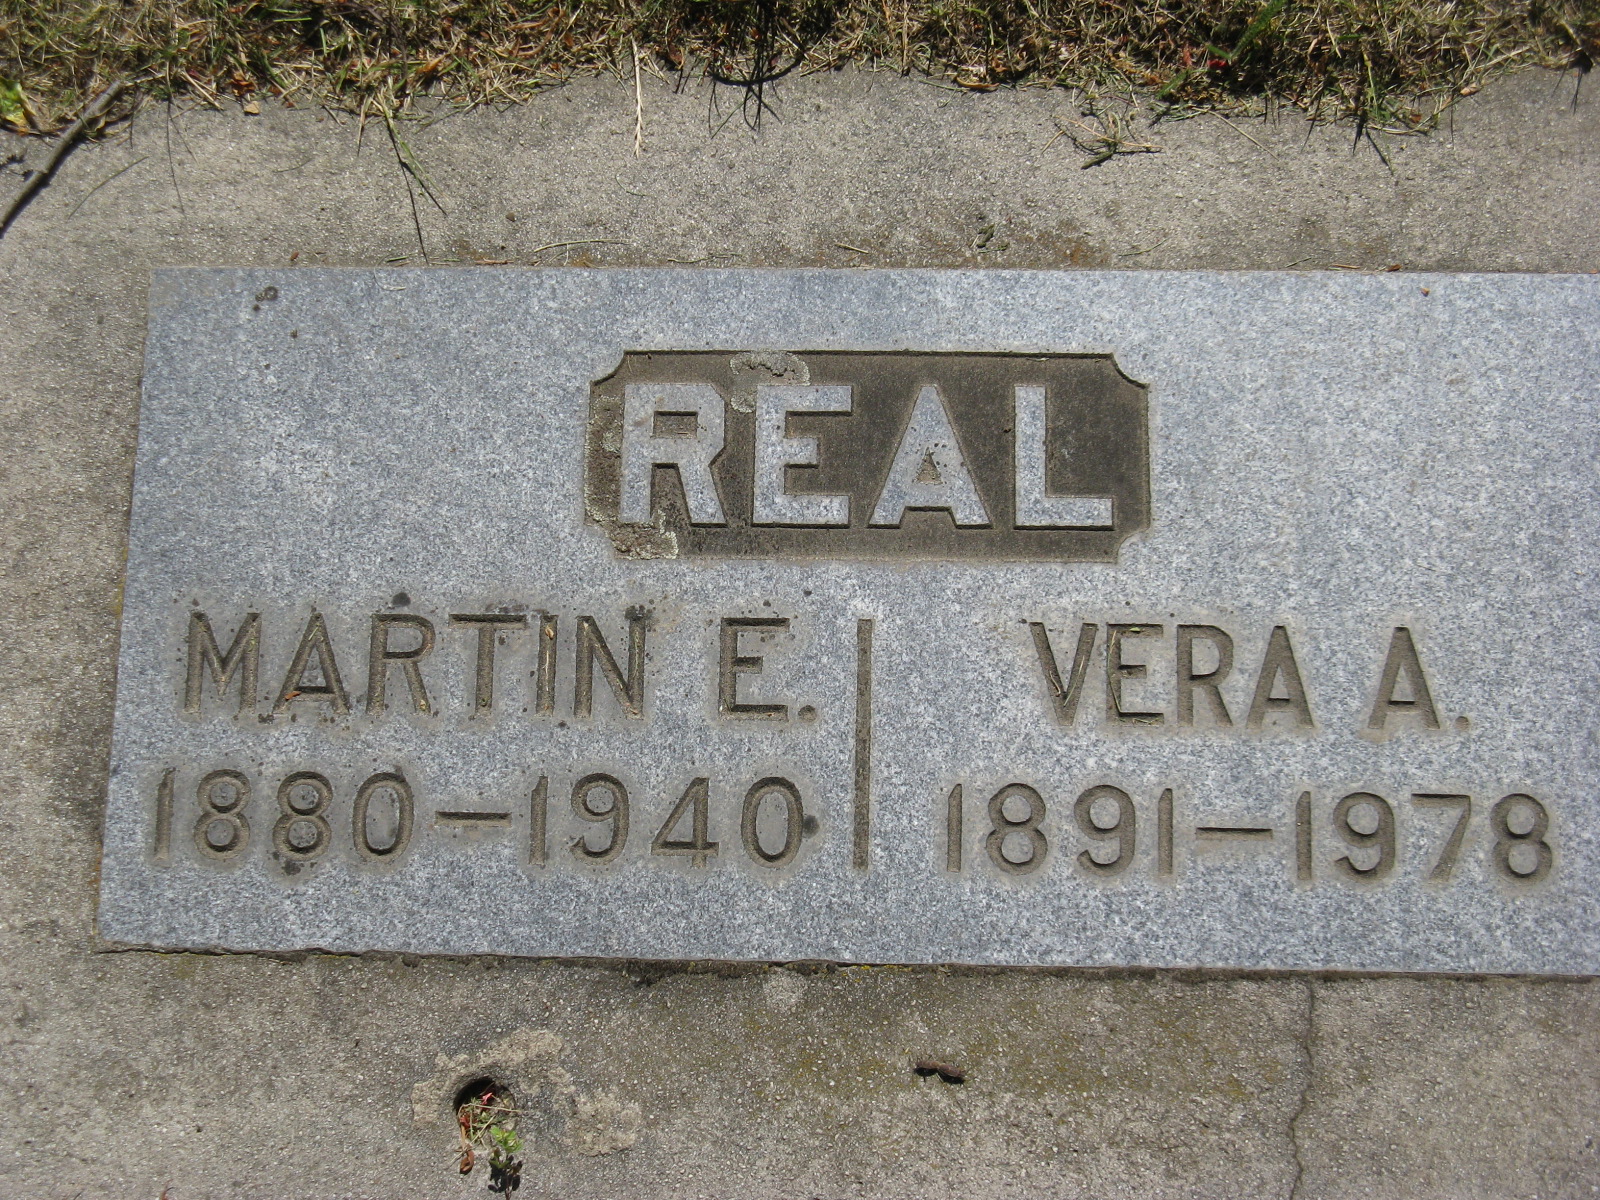 REAL
MARTIN E.
1880–1940
VERA A.
1891–1978